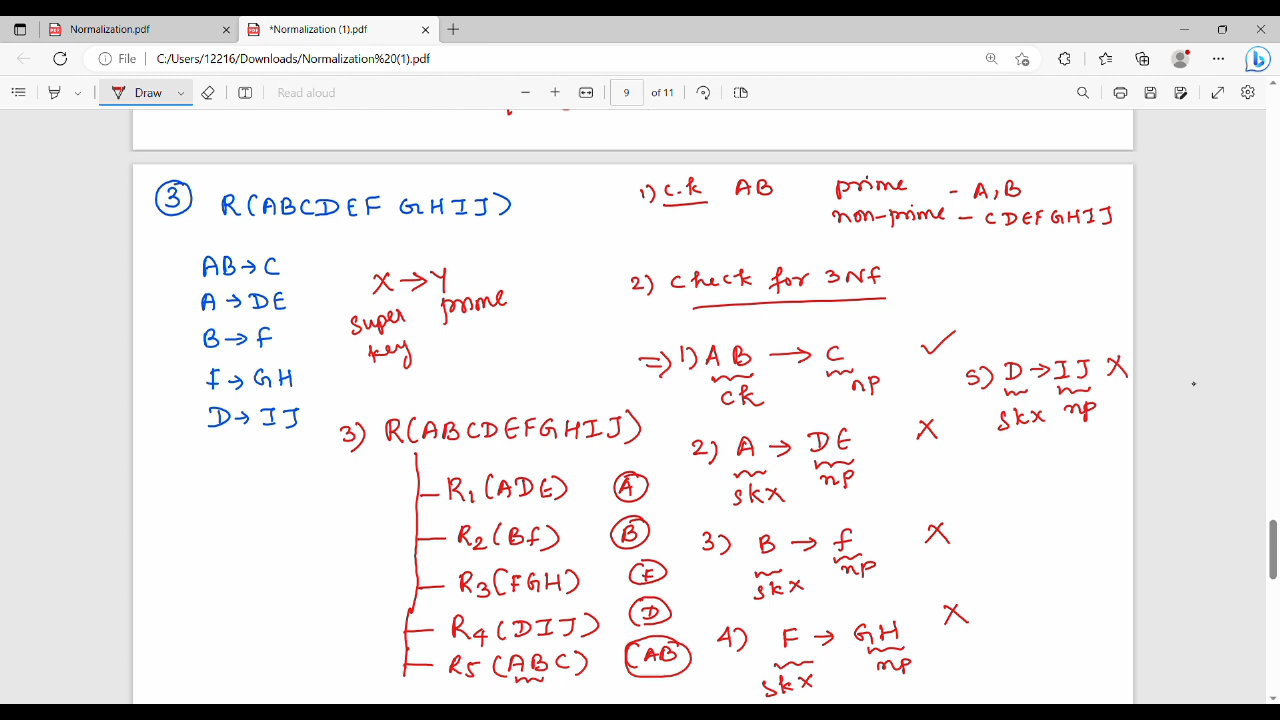 Normalization.pdf
*Normalization (1).pdf
File C:/Users/12216/Downloads/Normalization%20(1).pdf
Draw Read aloud 9 of 11
3 R(ABCDEF GHIJ)
AB→C
A→DE
B→f
F→GH
D→IJ
X→Y
super key prime
1) C.k AB
prime - A,B
non-prime - CDEFGHIJ
2) Check for 3Nf
⇒ 1) AB → C ✓
ck np
2) A → DE X
skx np
3) B → f X
skx np
4) F → GH X
skx np
5) D→IJ X
skx np
3) R(ABCDEFGHIJ)
R1(ADE) A
R2(Bf) B
R3(FGH) F
R4(DIJ) D
R5(ABC) AB